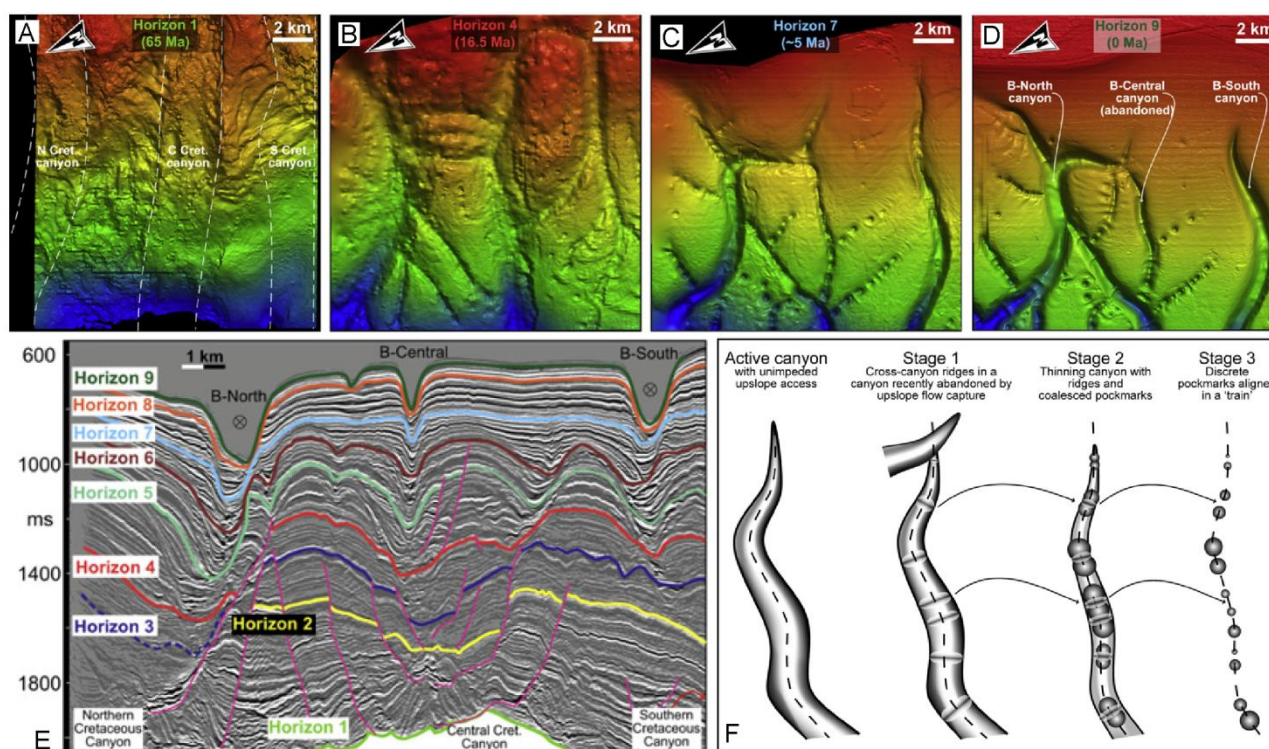 A
Horizon 1
(65 Ma)
2 km
N Cret.
canyon
C Cret.
canyon
S Cret.
canyon
B
Horizon 4
(16.5 Ma)
2 km
C
Horizon 7
(~5 Ma)
2 km
D
Horizon 9
(0 Ma)
2 km
B-North
canyon
B-Central
canyon
(abandoned)
B-South
canyon
600
1000
ms
1400
1800
1 km
B-North
B-Central
B-South
Horizon 9
Horizon 8
Horizon 7
Horizon 6
Horizon 5
Horizon 4
Horizon 3
Horizon 2
Horizon 1
Northern
Cretaceous
Canyon
Central Cret.
Canyon
Southern
Cretaceous
Canyon
E
Active canyon
with unimpeded
upslope access
Stage 1
Cross-canyon ridges in a
canyon recently abandoned by
upslope flow capture
Stage 2
Thinning canyon with
ridges and
coalesced pockmarks
Stage 3
Discrete
pockmarks aligned
in a 'train'
F